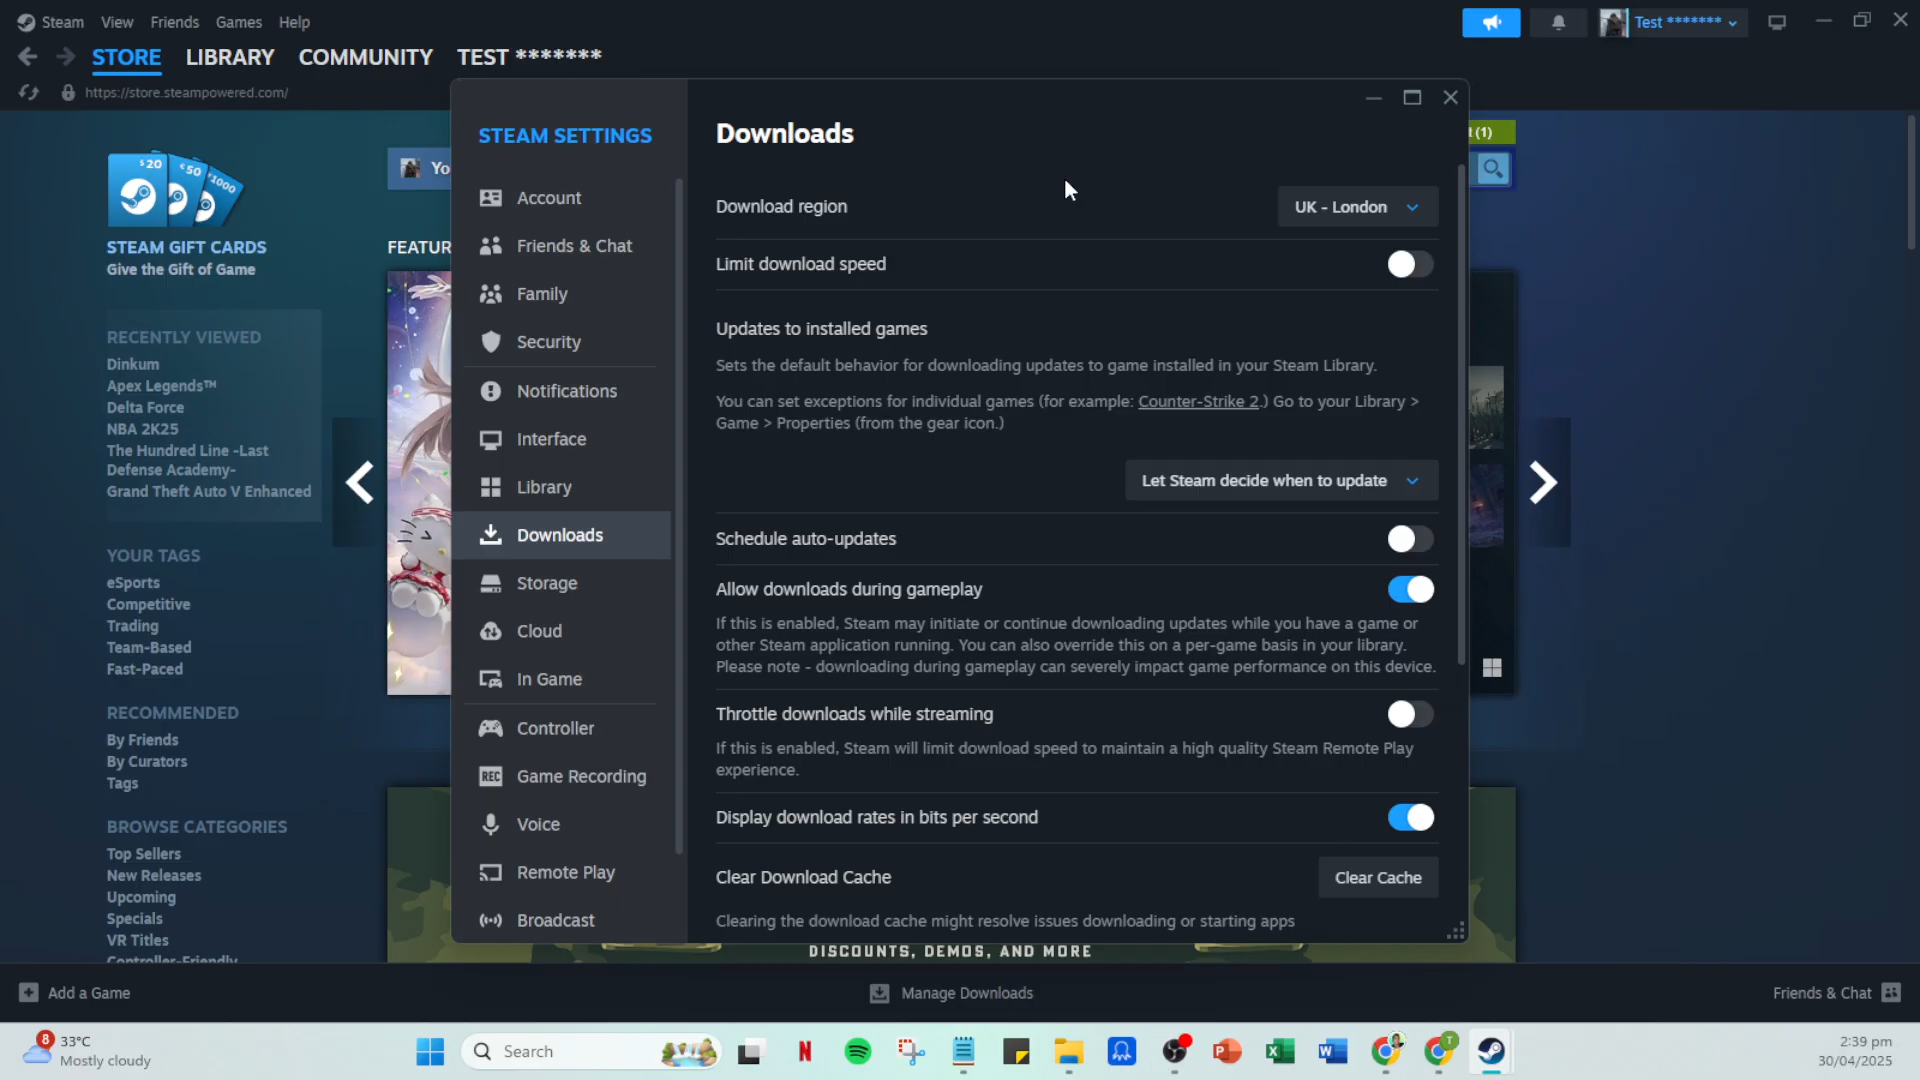 Steam View Friends Games Help
Test *******
STORE LIBRARY COMMUNITY TEST *******
https://store.steampowered.com/
$20 €50 ¥1000
STEAM GIFT CARDS
Give the Gift of Game
RECENTLY VIEWED
Dinkum
Apex Legends™
Delta Force
NBA 2K25
The Hundred Line -Last
Defense Academy-
Grand Theft Auto V Enhanced
YOUR TAGS
eSports
Competitive
Trading
Team-Based
Fast-Paced
RECOMMENDED
By Friends
By Curators
Tags
BROWSE CATEGORIES
Top Sellers
New Releases
Upcoming
Specials
VR Titles
Controller-Friendly
Yo
FEATUR
(1)
STEAM SETTINGS
Account
Friends & Chat
Family
Security
Notifications
Interface
Library
Downloads
Storage
Cloud
In Game
Controller
REC Game Recording
Voice
Remote Play
Broadcast
Downloads
Download region UK - London
Limit download speed
Updates to installed games
Sets the default behavior for downloading updates to game installed in your Steam Library.
You can set exceptions for individual games (for example: Counter-Strike 2.) Go to your Library >
Game > Properties (from the gear icon.)
Let Steam decide when to update
Schedule auto-updates
Allow downloads during gameplay
If this is enabled, Steam may initiate or continue downloading updates while you have a game or
other Steam application running. You can also override this on a per-game basis in your library.
Please note - downloading during gameplay can severely impact game performance on this device.
Throttle downloads while streaming
If this is enabled, Steam will limit download speed to maintain a high quality Steam Remote Play
experience.
Display download rates in bits per second
Clear Download Cache Clear Cache
Clearing the download cache might resolve issues downloading or starting apps
DISCOUNTS, DEMOS, AND MORE
Add a Game Manage Downloads Friends & Chat
8 33°C
Mostly cloudy
Search
2:39 pm
30/04/2025